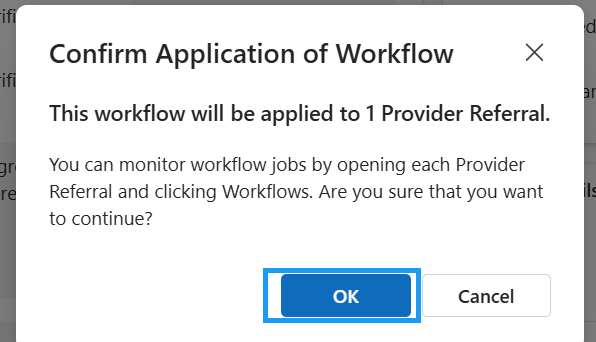 Confirm Application of Workflow
This workflow will be applied to 1 Provider Referral.
You can monitor workflow jobs by opening each Provider
Referral and clicking Workflows. Are you sure that you want
to continue?
OK
Cancel